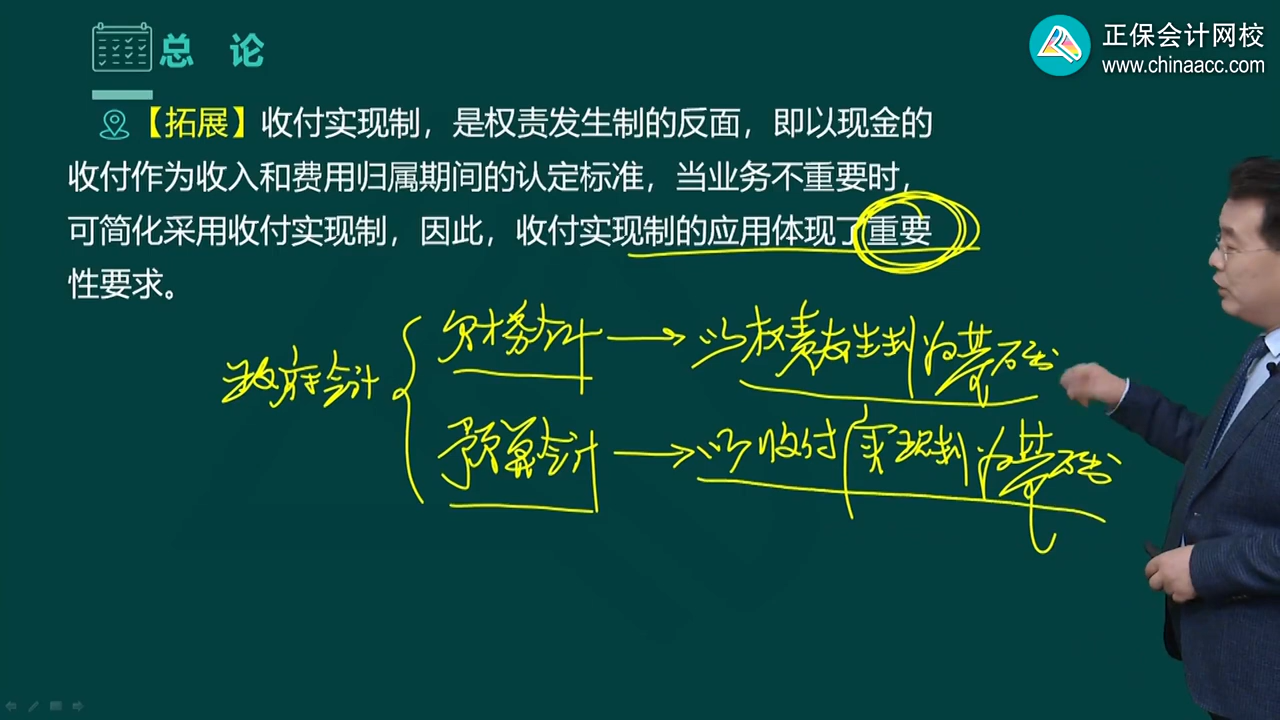 总 论
正保会计网校
www.chinaacc.com
【拓展】收付实现制，是权责发生制的反面，即以现金的
收付作为收入和费用归属期间的认定标准，当业务不重要时，
可简化采用收付实现制，因此，收付实现制的应用体现了重要
性要求。
政府会计
财务会计 → 以权责发生制为基础
预算会计 → 以收付实现制为基础